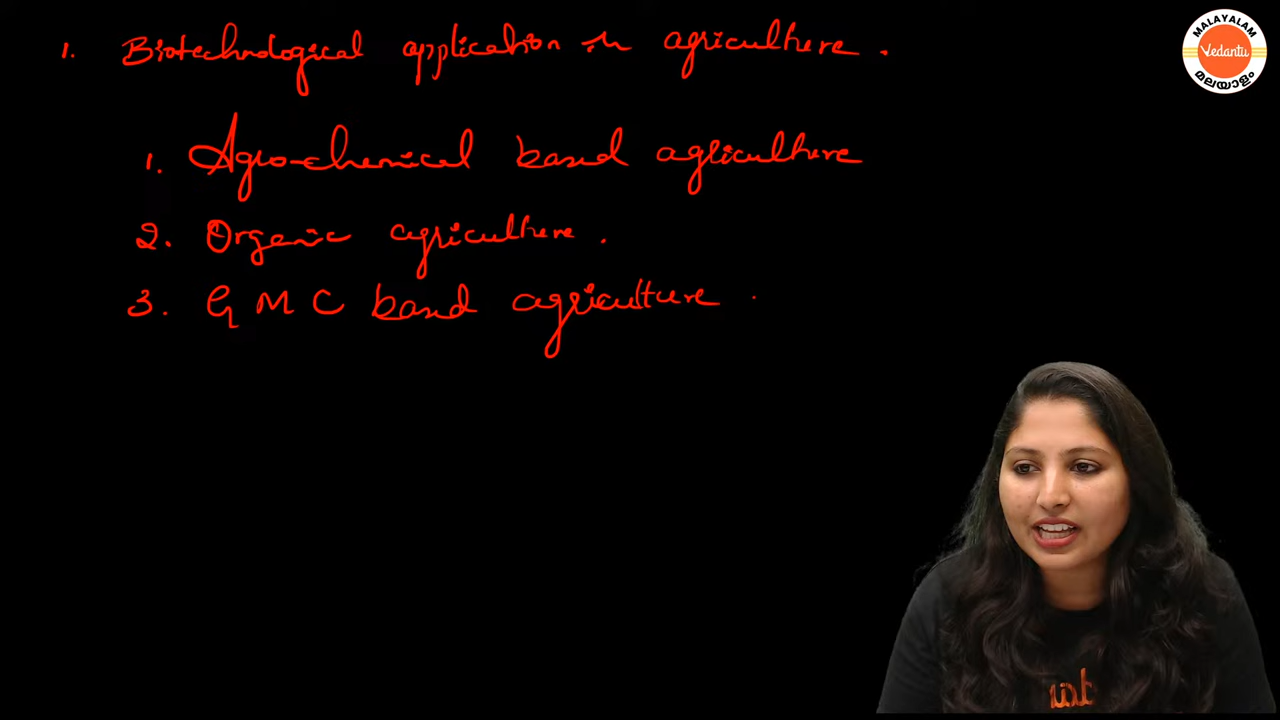 1. Biotechnological application in agriculture.
1. Agro-chemical based agriculture
2. Organic agriculture.
3. GMC based agriculture.
MALAYALAM
Vedantu
മലയാളം